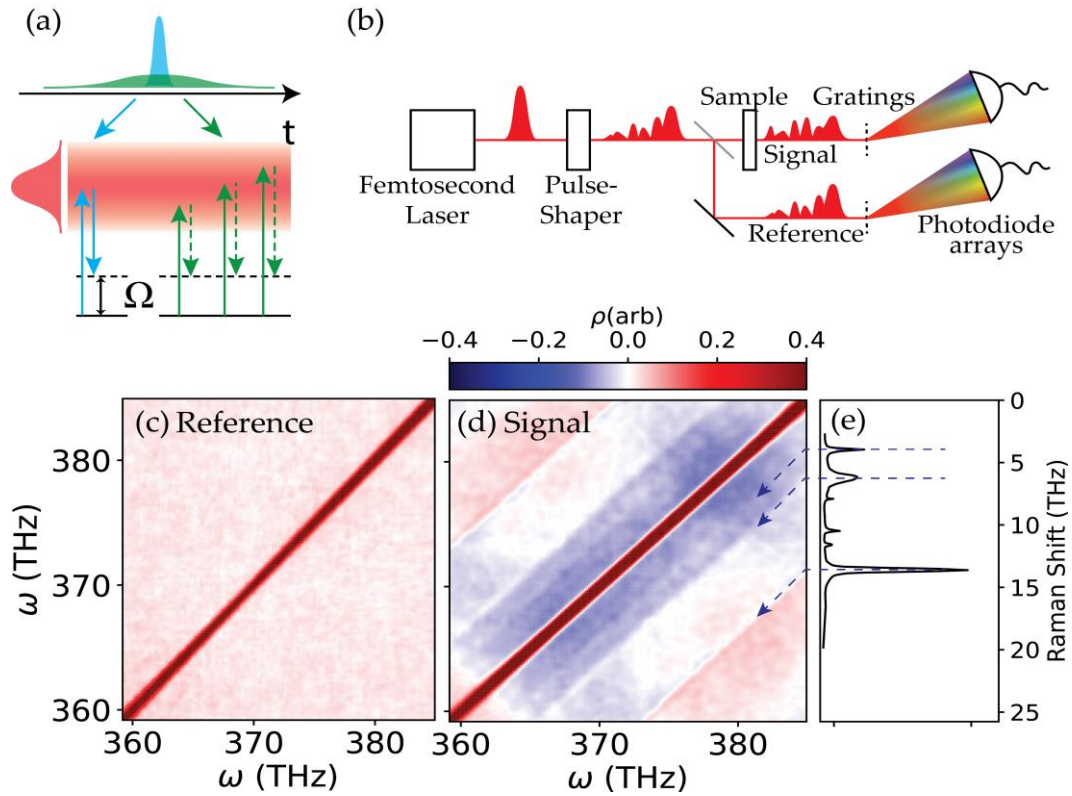 (a)
t
Ω
(b)
Femtosecond
Laser
Pulse-
Shaper
Sample
Signal
Gratings
Reference
Photodiode
arrays
ρ(arb)
−0.4 −0.2 0.0 0.2 0.4
(c) Reference
380
370
360
ω (THz)
360 370 380
ω (THz)
(d) Signal
360 370 380
ω (THz)
(e)
0
5
10
15
20
25
Raman Shift (THz)